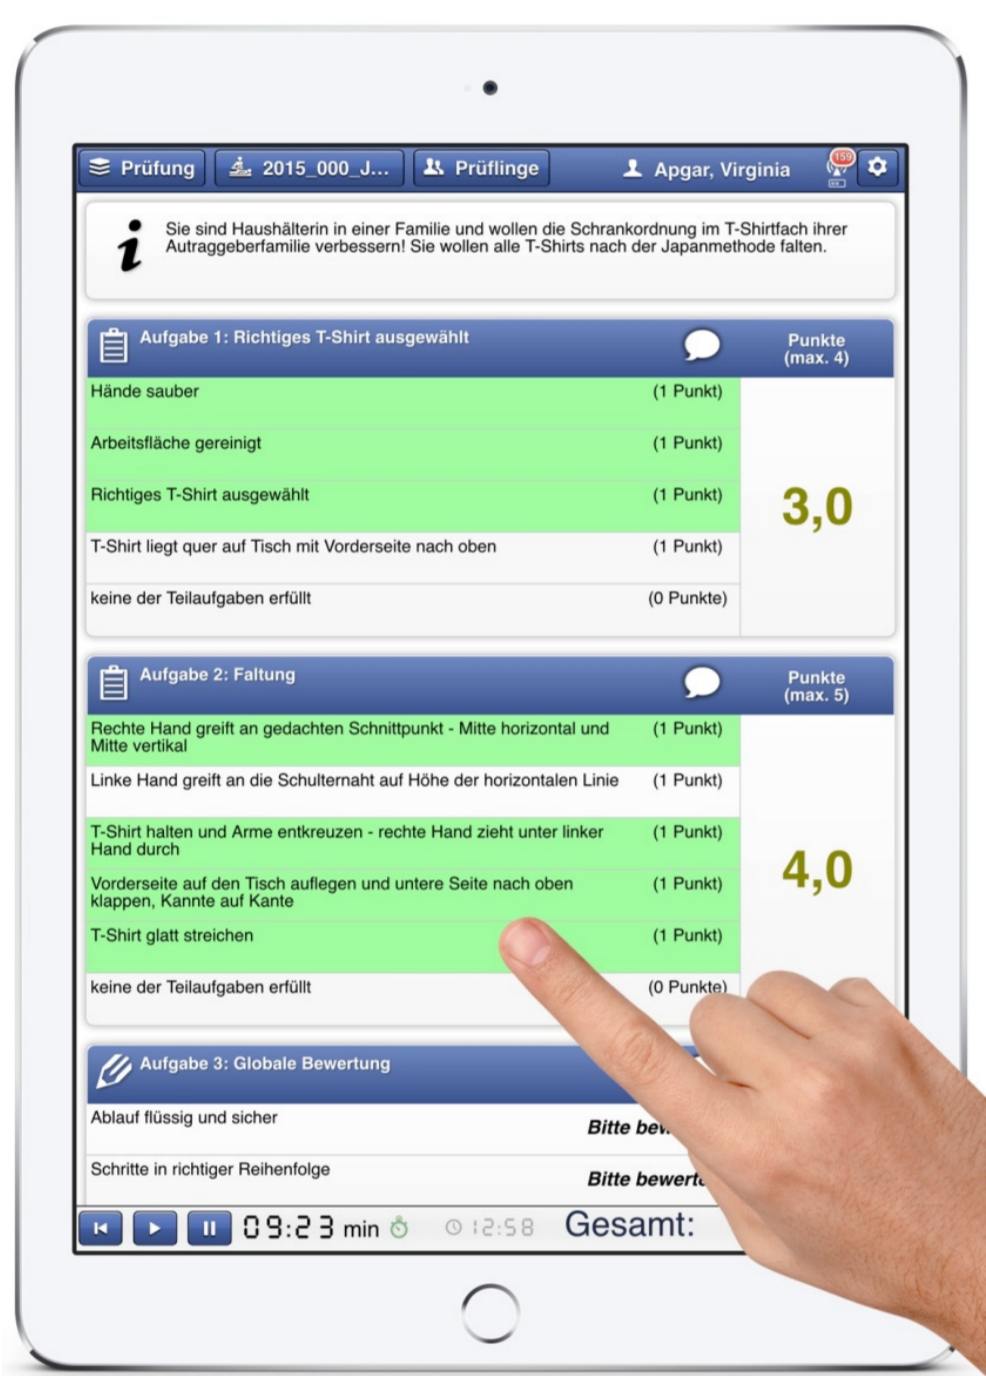 Prüfung
2015_000_J...
Prüflinge
Apgar, Virginia
159
i
Sie sind Haushälterin in einer Familie und wollen die Schrankordnung im T-Shirtfach ihrer
Autraggeberfamilie verbessern! Sie wollen alle T-Shirts nach der Japanmethode falten.
Aufgabe 1: Richtiges T-Shirt ausgewählt
Punkte
(max. 4)
Hände sauber (1 Punkt)
Arbeitsfläche gereinigt (1 Punkt)
Richtiges T-Shirt ausgewählt (1 Punkt)
3,0
T-Shirt liegt quer auf Tisch mit Vorderseite nach oben (1 Punkt)
keine der Teilaufgaben erfüllt (0 Punkte)
Aufgabe 2: Faltung
Punkte
(max. 5)
Rechte Hand greift an gedachten Schnittpunkt - Mitte horizontal und (1 Punkt)
Mitte vertikal
Linke Hand greift an die Schulternaht auf Höhe der horizontalen Linie (1 Punkt)
T-Shirt halten und Arme entkreuzen - rechte Hand zieht unter linker (1 Punkt)
Hand durch
4,0
Vorderseite auf den Tisch auflegen und untere Seite nach oben (1 Punkt)
klappen, Kannte auf Kante
T-Shirt glatt streichen (1 Punkt)
keine der Teilaufgaben erfüllt (0 Punkte)
Aufgabe 3: Globale Bewertung
Ablauf flüssig und sicher
Bitte
Schritte in richtiger Reihenfolge
Bitte
09:23 min 12:58 Gesamt: